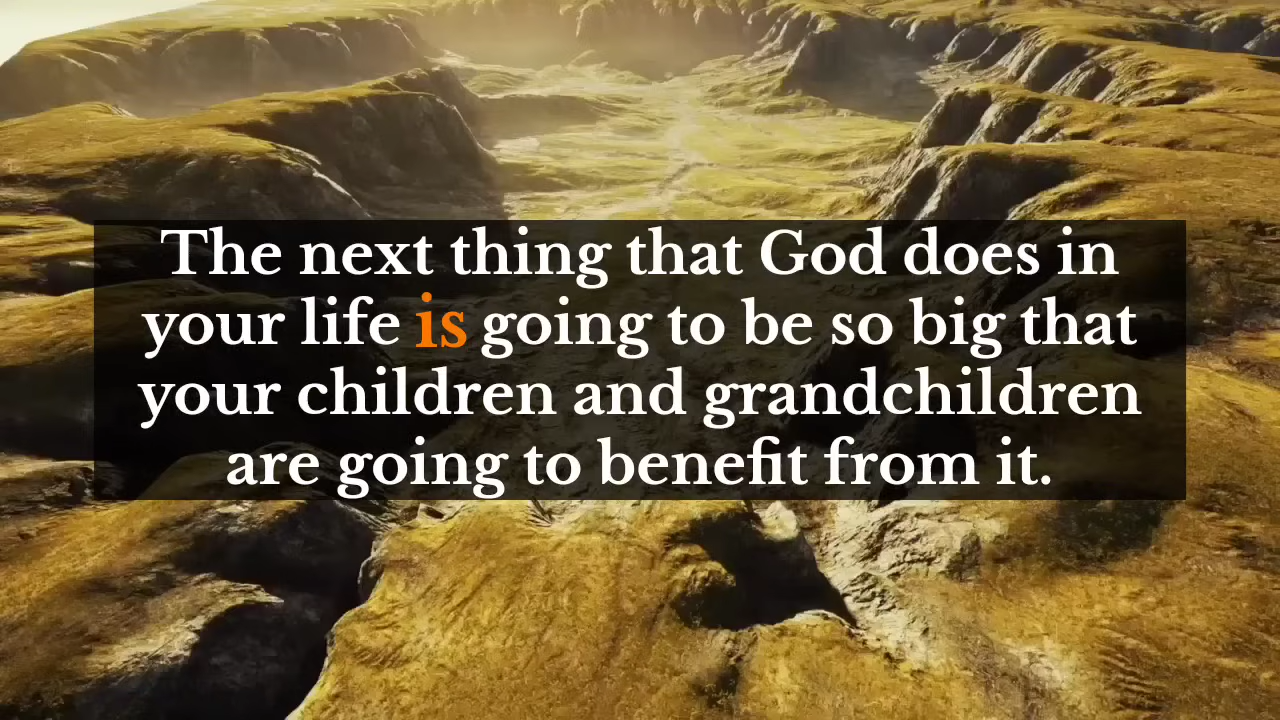 The next thing that God does in
your life is going to be so big that
your children and grandchildren
are going to benefit from it.